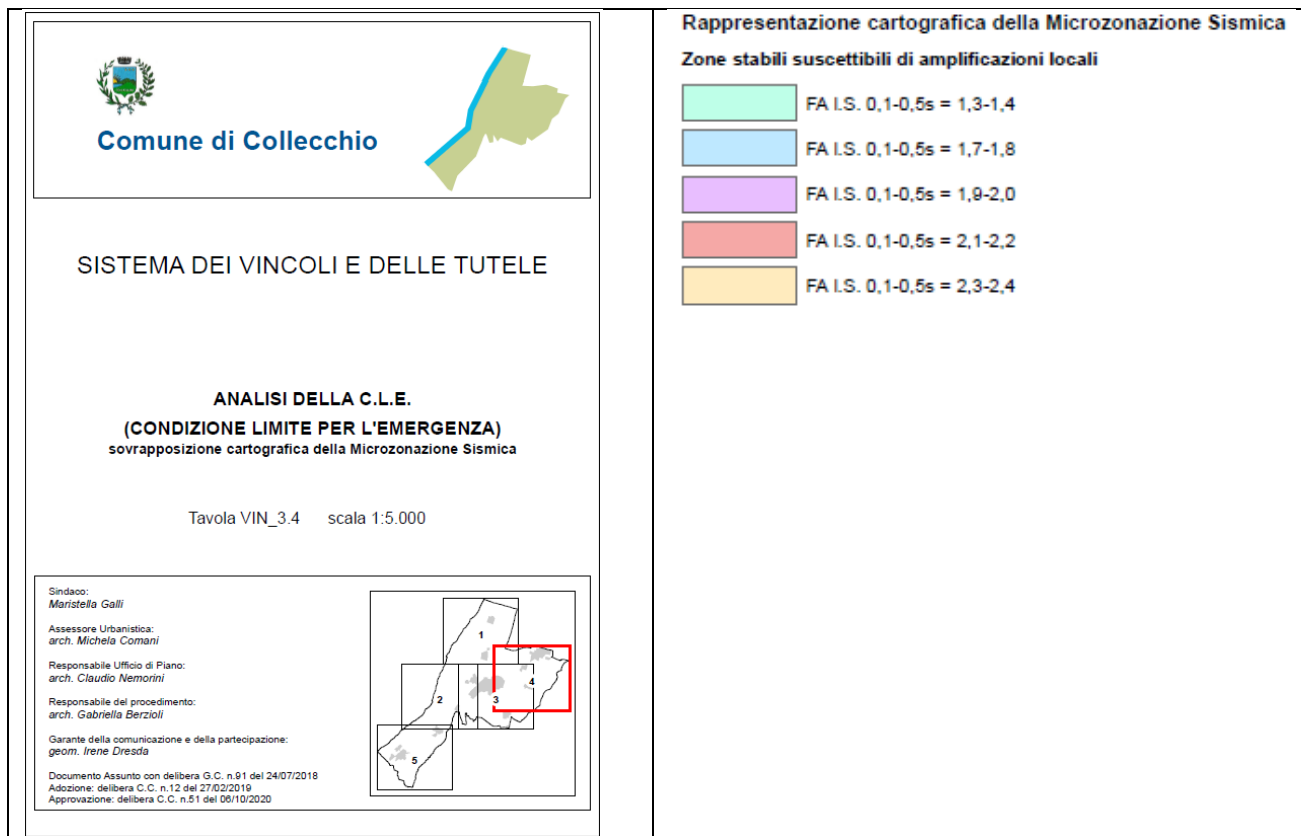 Comune di Collecchio
SISTEMA DEI VINCOLI E DELLE TUTELE
ANALISI DELLA C.L.E.
(CONDIZIONE LIMITE PER L'EMERGENZA)
sovrapposizione cartografica della Microzonazione Sismica
Tavola VIN_3.4 scala 1:5.000
Sindaco:
Maristella Galli
Assessore Urbanistica:
arch. Michela Comani
Responsabile Ufficio di Piano:
arch. Claudio Nemorini
Responsabile del procedimento:
arch. Gabriella Berzioli
Garante della comunicazione e della partecipazione:
geom. Irene Dresda
Documento Assunto con delibera G.C. n.91 del 24/07/2018
Adozione: delibera C.C. n.12 del 27/02/2019
Approvazione: delibera C.C. n.51 del 06/10/2020
1
4
2
3
5
Rappresentazione cartografica della Microzonazione Sismica
Zone stabili suscettibili di amplificazioni locali
FA I.S. 0,1-0,5s = 1,3-1,4
FA I.S. 0,1-0,5s = 1,7-1,8
FA I.S. 0,1-0,5s = 1,9-2,0
FA I.S. 0,1-0,5s = 2,1-2,2
FA I.S. 0,1-0,5s = 2,3-2,4